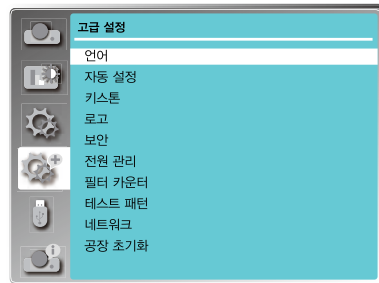 고급 설정
언어
자동 설정
키스톤
로고
보안
전원 관리
필터 카운터
테스트 패턴
네트워크
공장 초기화